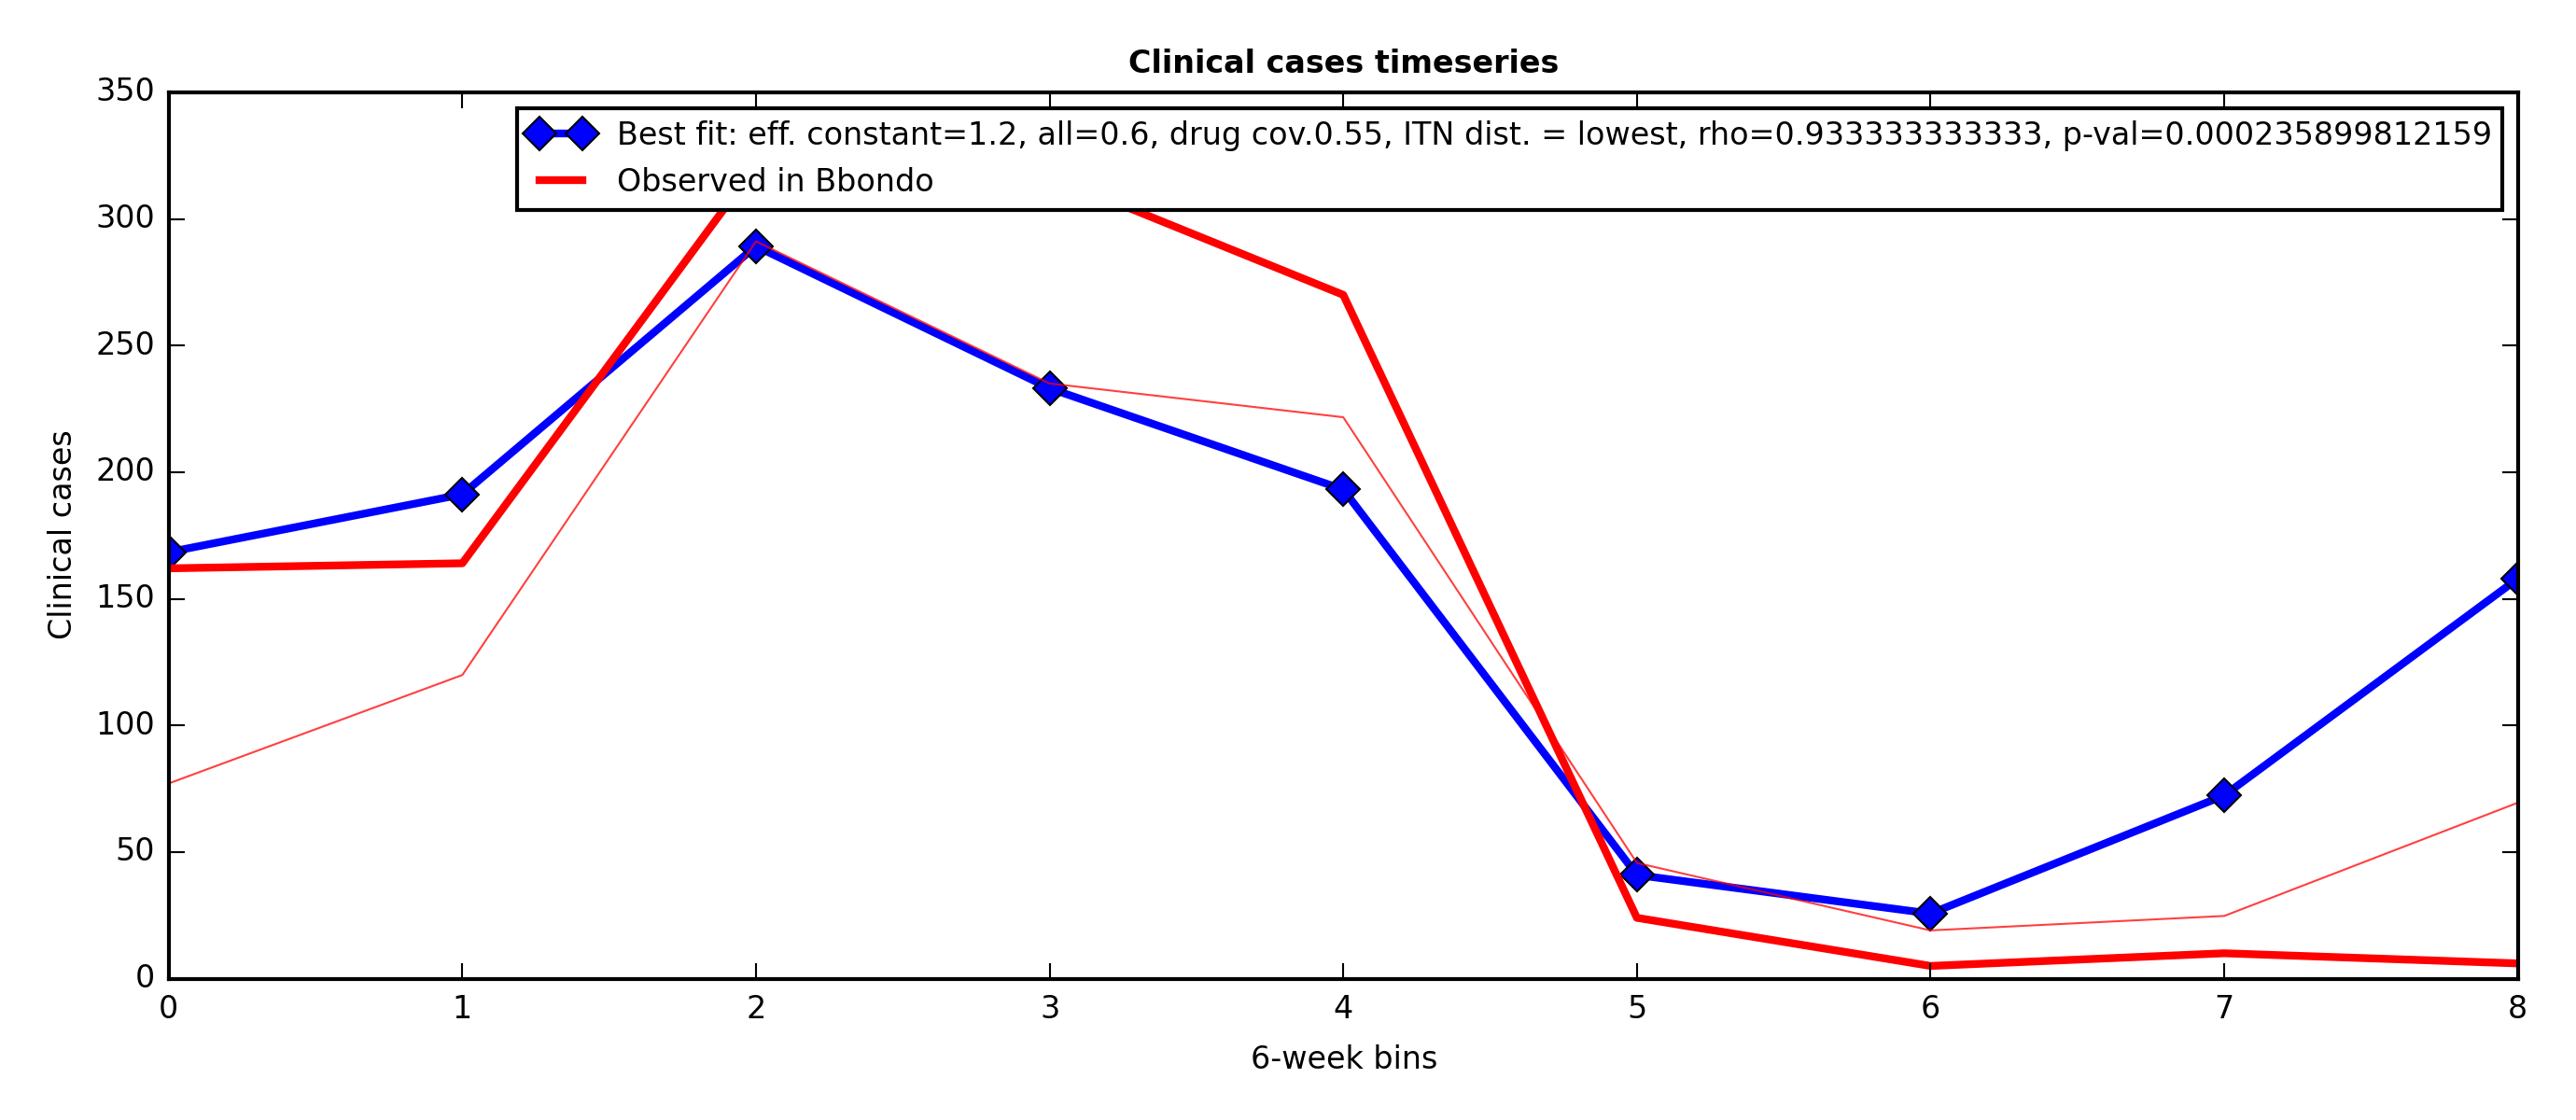 Clinical cases timeseries
350
300
250
200
150
100
50
0
Clinical cases
Best fit: eff. constant=1.2, all=0.6, drug cov.0.55, ITN dist. = lowest, rho=0.933333333333, p-val=0.000235899812159
Observed in Bbondo
0 1 2 3 4 5 6 7 8
6-week bins